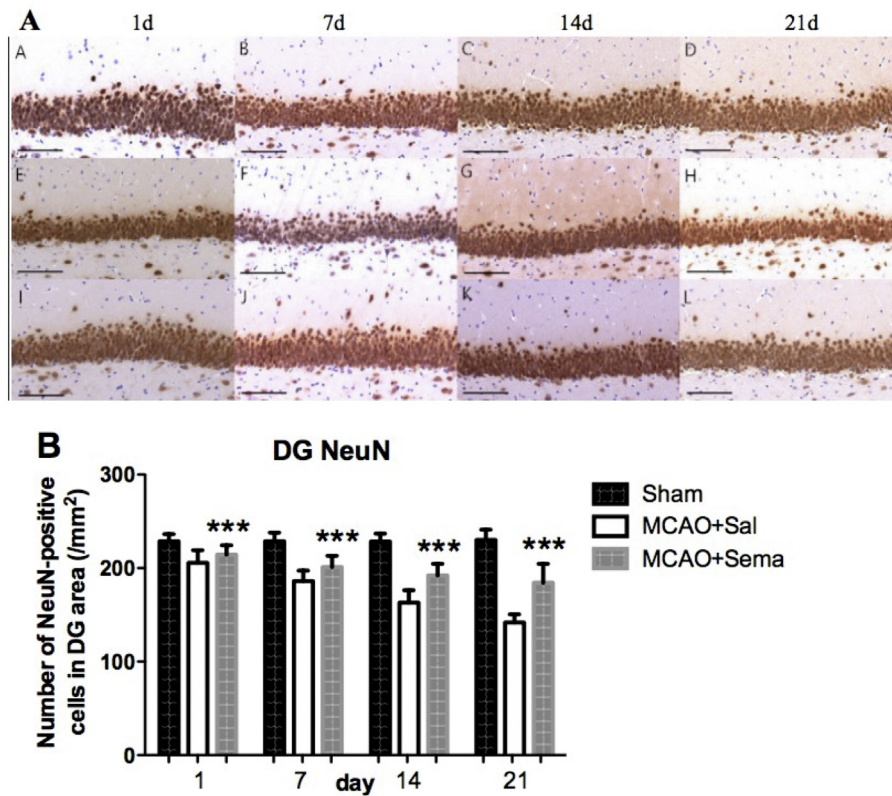 A 1d 7d 14d 21d
A B C D
E F G H
I J K L
B
DG NeuN
Number of NeuN-positive
cells in DG area (/mm²)
300
200
100
0
*** *** *** ***
1 7 day 14 21
Sham
MCAO+Sal
MCAO+Sema